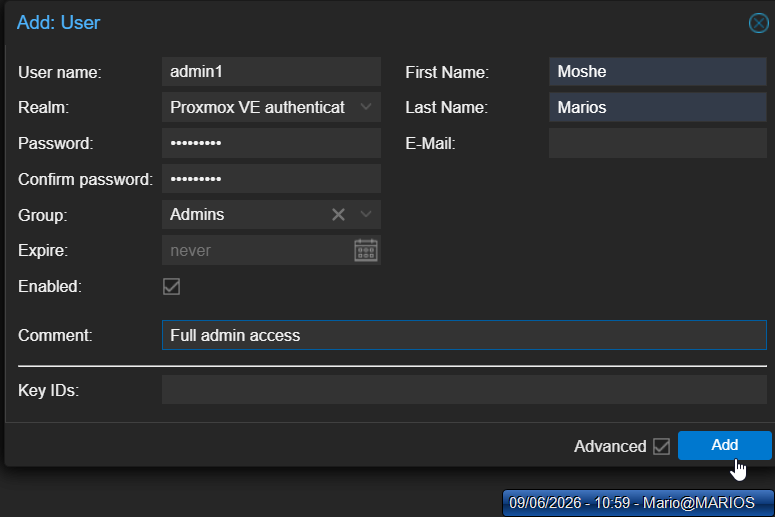 Add: User
User name: admin1 First Name: Moshe
Realm: Proxmox VE authenticat Last Name: Marios
Password: ••••••••• E-Mail:
Confirm password: •••••••••
Group: Admins
Expire: never
Enabled:
Comment: Full admin access
Key IDs:
Advanced Add
09/06/2026 - 10:59 - Mario@MARIOS